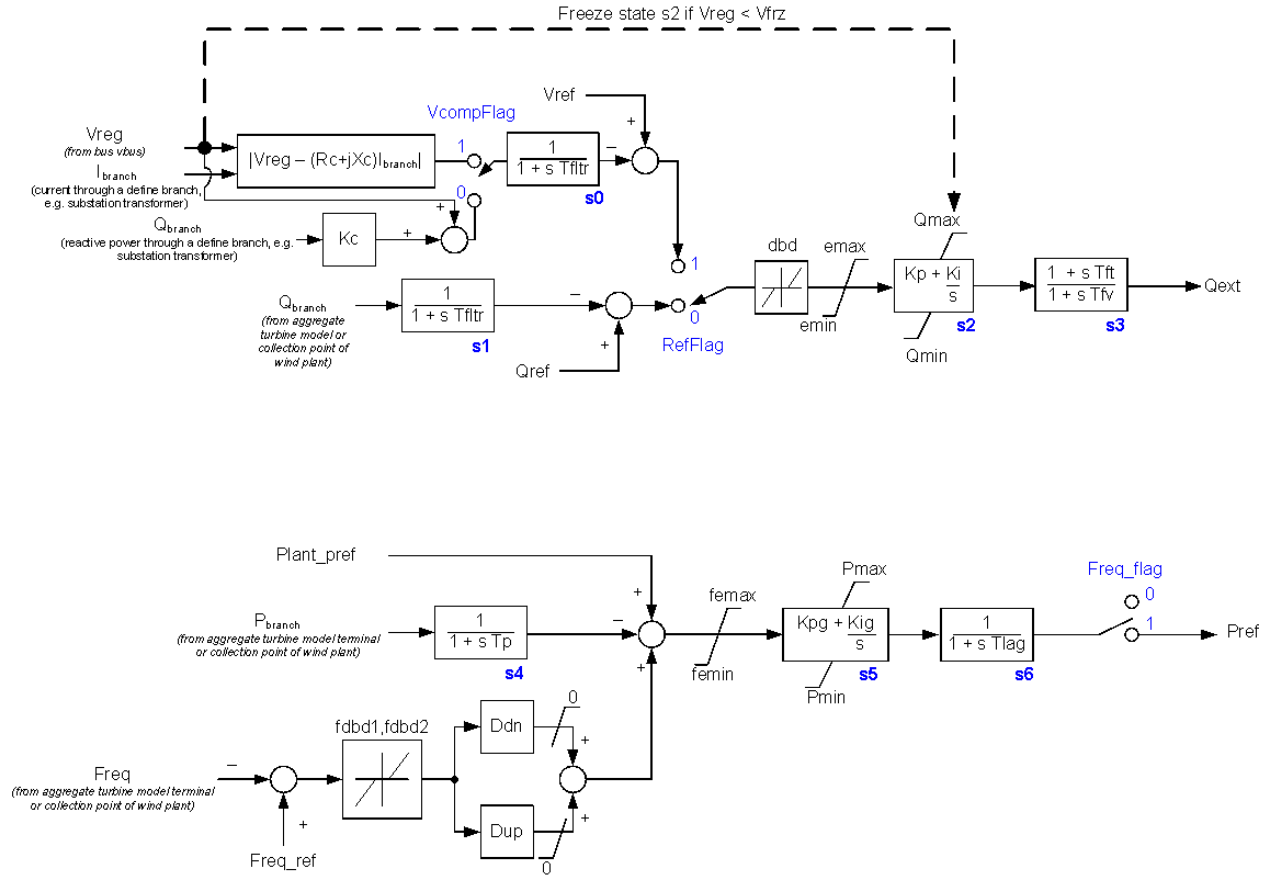 Freeze state s2 if Vreg < Vfrz
Vref
VcompFlag
+
Vreg
(from bus vbus)
1
|Vreg – (Rc+jXc)Ibranch|
1
1 + s Tfltr
–
s0
Ibranch
(current through a define branch,
e.g. substation transformer)
0
+
Qbranch
(reactive power through a define branch, e.g.
substation transformer)
Kc
+
Qmax
dbd
emax
1
Kp + Ki
s
s2
1 + s Tft
1 + s Tfv
s3
Qext
Qbranch
(from aggregate
turbine model or
collection point of
wind plant)
1
1 + s Tfltr
s1
–
0
emin
RefFlag
+
Qmin
Qref
Plant_pref
Pmax
Freq_flag
+
femax
0
Pbranch
(from aggregate turbine model terminal
or collection point of wind plant)
1
1 + s Tp
s4
–
Kpg + Kig
s
s5
1
1 + s Tlag
s6
1
Pref
+
femin
Pmin
0
fdbd1,fdbd2
Ddn
+
–
Freq
(from aggregate turbine model terminal
or collection point of wind plant)
+
Dup
+
Freq_ref
0